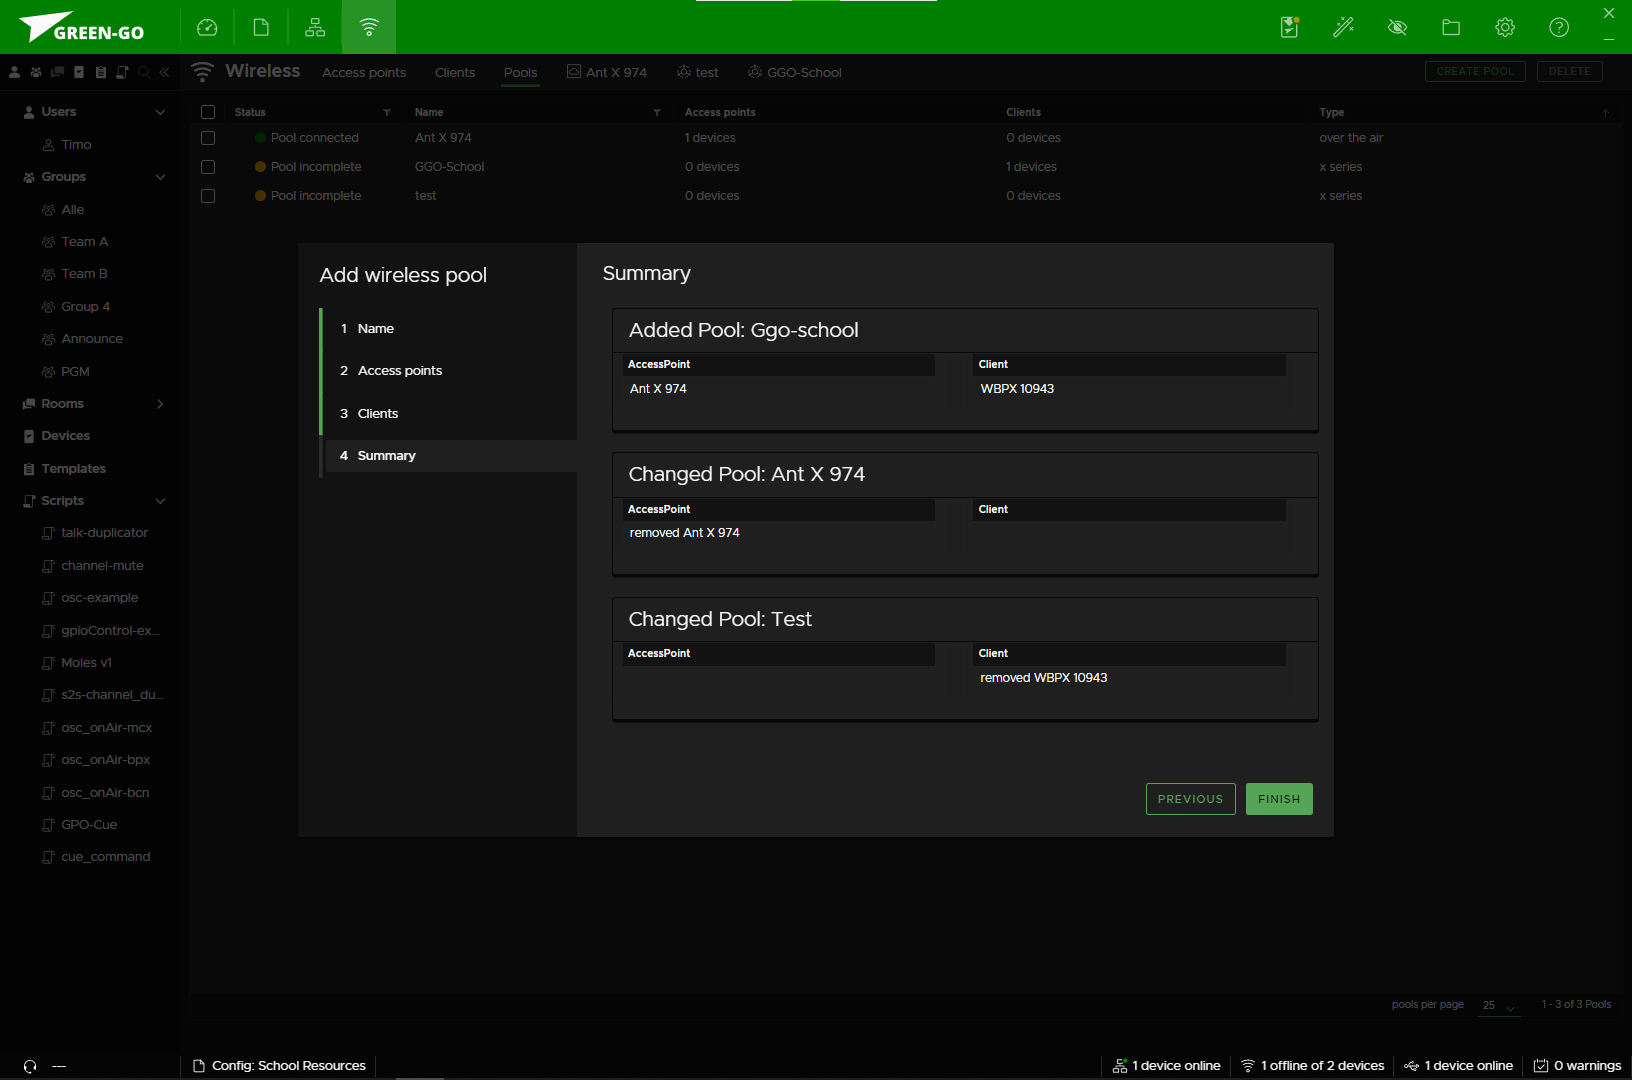 GREEN-GO
Wireless
Access points
Clients
Pools
Ant X 974
test
GGO-School
CREATE POOL
DELETE
Users
Timo
Groups
Alle
Team A
Team B
Group 4
Announce
PGM
Rooms
Devices
Templates
Scripts
talk-duplicator
channel-mute
osc-example
gpioControl-ex...
Moles v1
s2s-channel_du...
osc_onAir-mcx
osc_onAir-bpx
osc_onAir-bcn
GPO-Cue
cue_command
Status Name Access points Clients Type
Pool connected Ant X 974 1 devices 0 devices over the air
Pool incomplete GGO-School 0 devices 1 devices x series
Pool incomplete test 0 devices 0 devices x series
Add wireless pool
1 Name
2 Access points
3 Clients
4 Summary
Summary
Added Pool: Ggo-school
AccessPoint Client
Ant X 974 WBPX 10943
Changed Pool: Ant X 974
AccessPoint Client
removed Ant X 974
Changed Pool: Test
AccessPoint Client
removed WBPX 10943
PREVIOUS FINISH
pools per page 25 1 - 3 of 3 Pools
---
Config: School Resources
1 device online
1 offline of 2 devices
1 device online
0 warnings